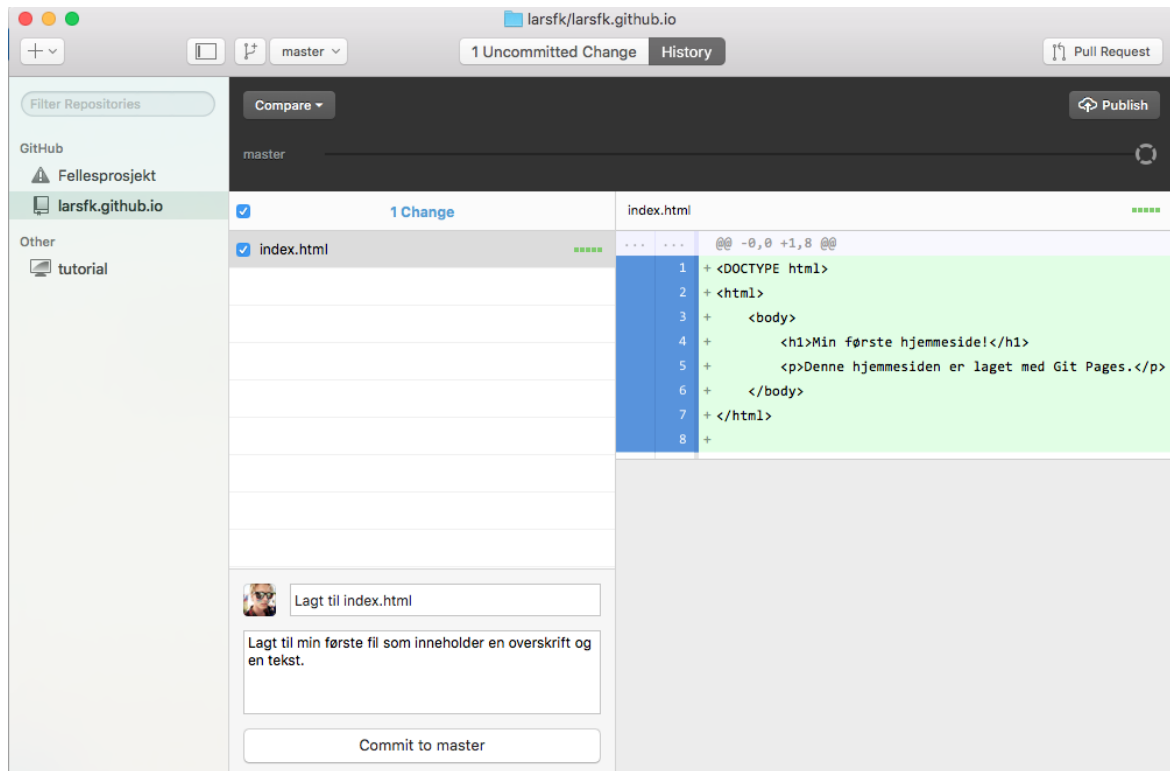 larsfk/larsfk.github.io
master
1 Uncommitted Change
History
Pull Request
Filter Repositories
GitHub
Fellesprosjekt
larsfk.github.io
Other
tutorial
Compare
Publish
master
1 Change
index.html
Lagt til index.html
Lagt til min første fil som inneholder en overskrift og
en tekst.
Commit to master
index.html
... ... @@ -0,0 +1,8 @@
1 + <DOCTYPE html>
2 + <html>
3 + <body>
4 + <h1>Min første hjemmeside!</h1>
5 + <p>Denne hjemmesiden er laget med Git Pages.</p>
6 + </body>
7 + </html>
8 +